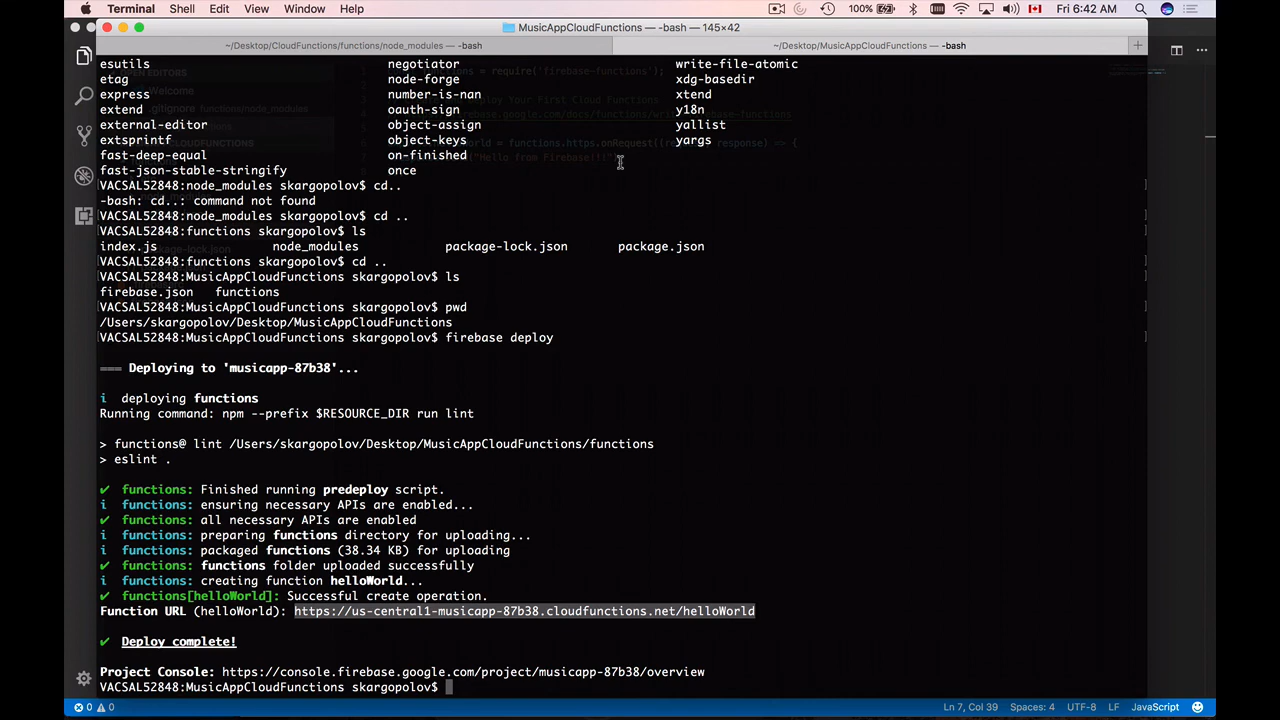 Terminal Shell Edit View Window Help 100% Fri 6:42 AM
MusicAppCloudFunctions — -bash — 145×42
~/Desktop/CloudFunctions/functions/node_modules — -bash ~/Desktop/MusicAppCloudFunctions — -bash +
esutils negotiator write-file-atomic
etag node-forge xdg-basedir
express number-is-nan xtend
extend oauth-sign y18n
external-editor object-assign yallist
extsprintf object-keys yargs
fast-deep-equal on-finished
fast-json-stable-stringify once
VACSAL52848:node_modules skargopolov$ cd..
-bash: cd..: command not found
VACSAL52848:node_modules skargopolov$ cd ..
VACSAL52848:functions skargopolov$ ls
index.js node_modules package-lock.json package.json
VACSAL52848:functions skargopolov$ cd ..
VACSAL52848:MusicAppCloudFunctions skargopolov$ ls
firebase.json functions
VACSAL52848:MusicAppCloudFunctions skargopolov$ pwd
/Users/skargopolov/Desktop/MusicAppCloudFunctions
VACSAL52848:MusicAppCloudFunctions skargopolov$ firebase deploy
=== Deploying to 'musicapp-87b38'...
i deploying functions
Running command: npm --prefix $RESOURCE_DIR run lint
> functions@ lint /Users/skargopolov/Desktop/MusicAppCloudFunctions/functions
> eslint .
✔ functions: Finished running predeploy script.
i functions: ensuring necessary APIs are enabled...
✔ functions: all necessary APIs are enabled
i functions: preparing functions directory for uploading...
i functions: packaged functions (38.34 KB) for uploading
✔ functions: functions folder uploaded successfully
i functions: creating function helloWorld...
✔ functions[helloWorld]: Successful create operation.
Function URL (helloWorld): https://us-central1-musicapp-87b38.cloudfunctions.net/helloWorld
✔ Deploy complete!
Project Console: https://console.firebase.google.com/project/musicapp-87b38/overview
VACSAL52848:MusicAppCloudFunctions skargopolov$
0 0 Ln 7, Col 39 Spaces: 4 UTF-8 LF JavaScript